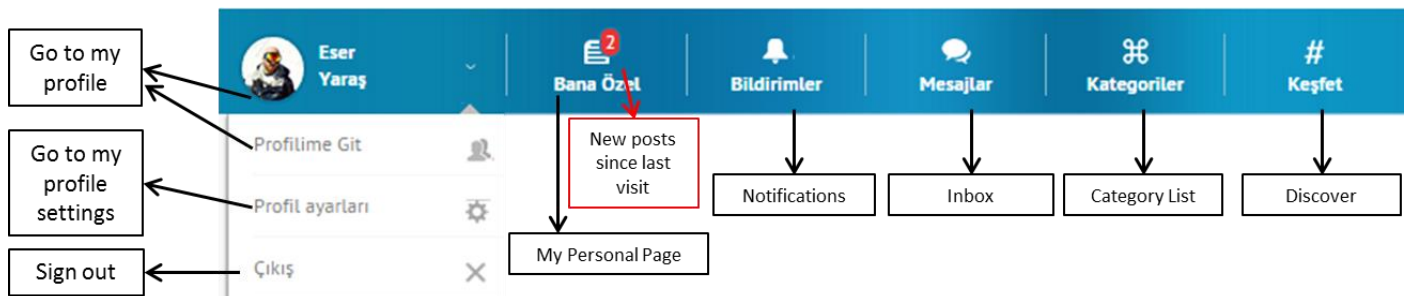 Go to my
profile
Eser
Yaraş
2
Bana Özel
Bildirimler
Mesajlar
Kategoriler
#
Keşfet
Profilime Git
New posts
since last
visit
Go to my
profile
settings
Profil ayarları
Notifications
Inbox
Category List
Discover
My Personal Page
Sign out
Çıkış